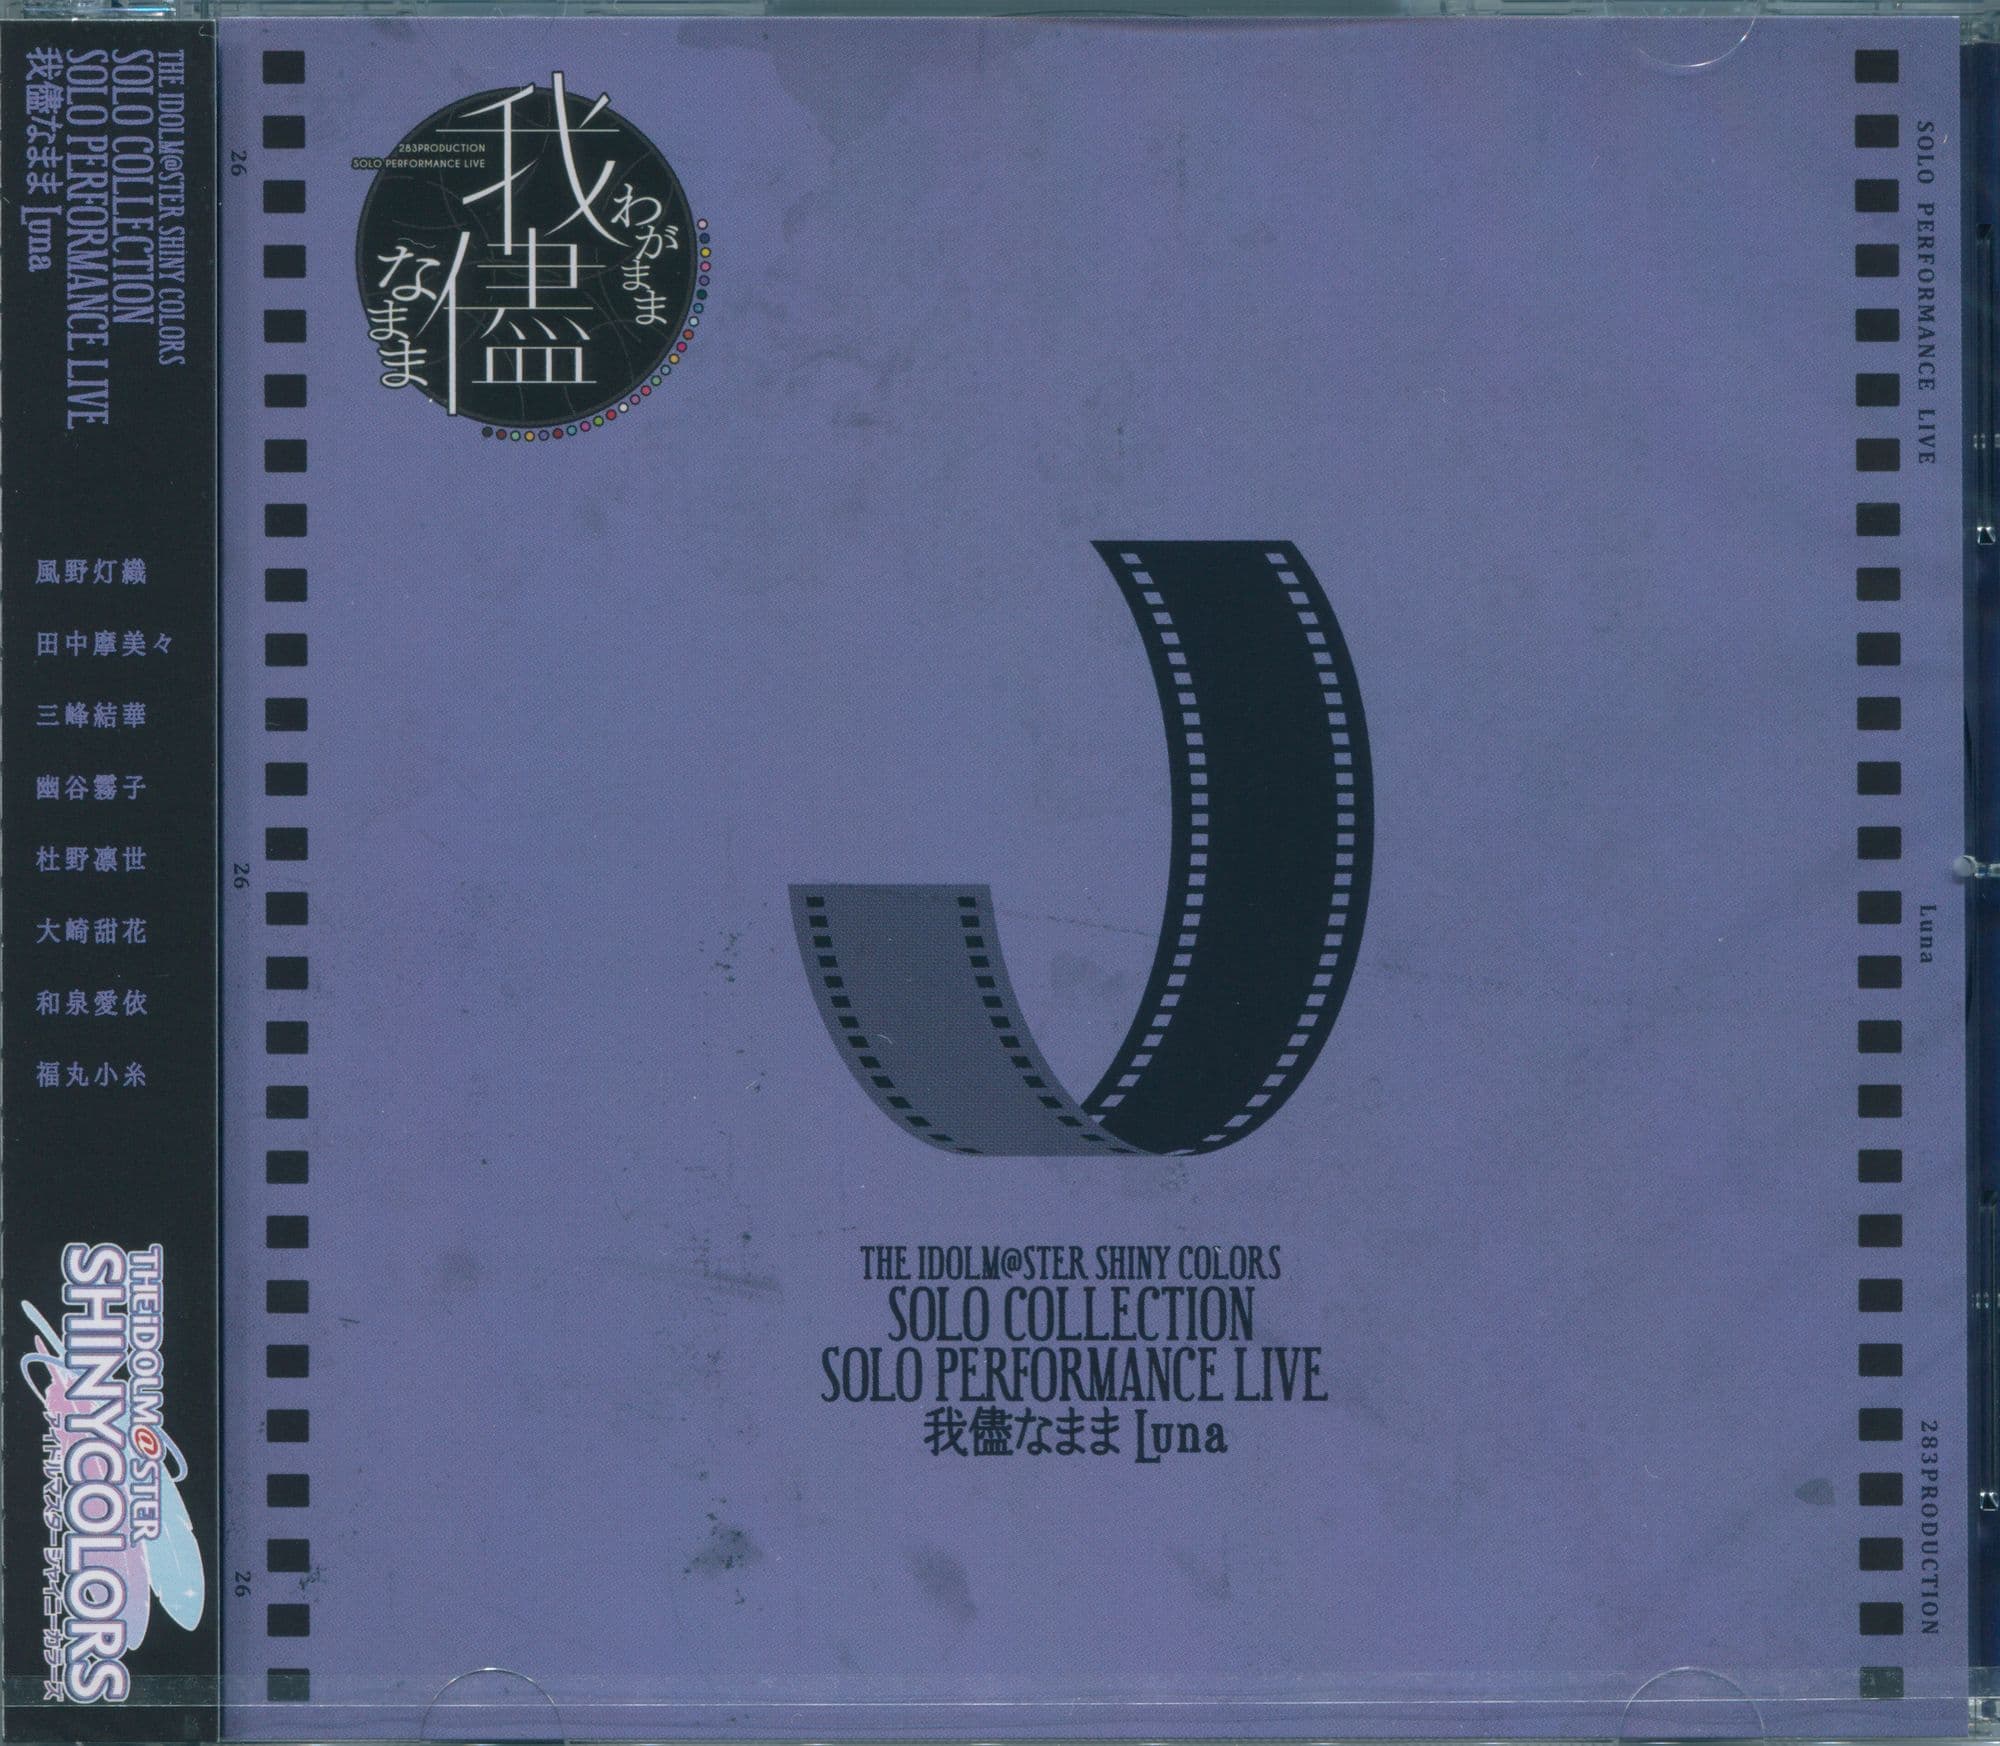 THE IDOLM@STER SHINY COLORS
SOLO COLLECTION
SOLO PERFORMANCE LIVE
我儘なまま Luna
風野灯織
田中摩美々
三峰結華
幽谷霧子
杜野凛世
大崎甜花
和泉愛依
福丸小糸
THE iDOLM@STER
SHINYCOLORS
アイドルマスターシャイニーカラーズ
26
26
26
283PRODUCTION
SOLO PERFORMANCE LIVE
我儘なまま
わがまま
THE IDOLM@STER SHINY COLORS
SOLO COLLECTION
SOLO PERFORMANCE LIVE
我儘なまま Luna
SOLO PERFORMANCE LIVE
Luna
283PRODUCTION